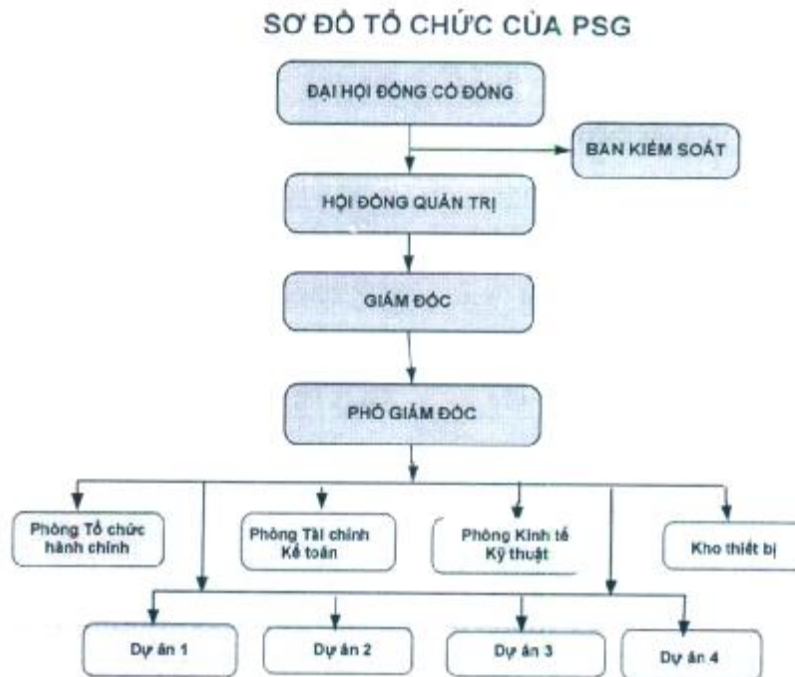 SƠ ĐỒ TỔ CHỨC CỦA PSG
ĐẠI HỘI ĐỒNG CỔ ĐÔNG
BAN KIỂM SOÁT
HỘI ĐỒNG QUẢN TRỊ
GIÁM ĐỐC
PHÓ GIÁM ĐỐC
Phòng Tổ chức
hành chính
Phòng Tài chính
Kế toán
Phòng Kinh tế
Kỹ thuật
Kho thiết bị
Dự án 1
Dự án 2
Dự án 3
Dự án 4